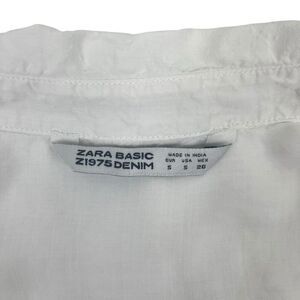 ZARA BASIC
Z1975 DENIM
MADE IN INDIA
EUR USA MEX
S S 26